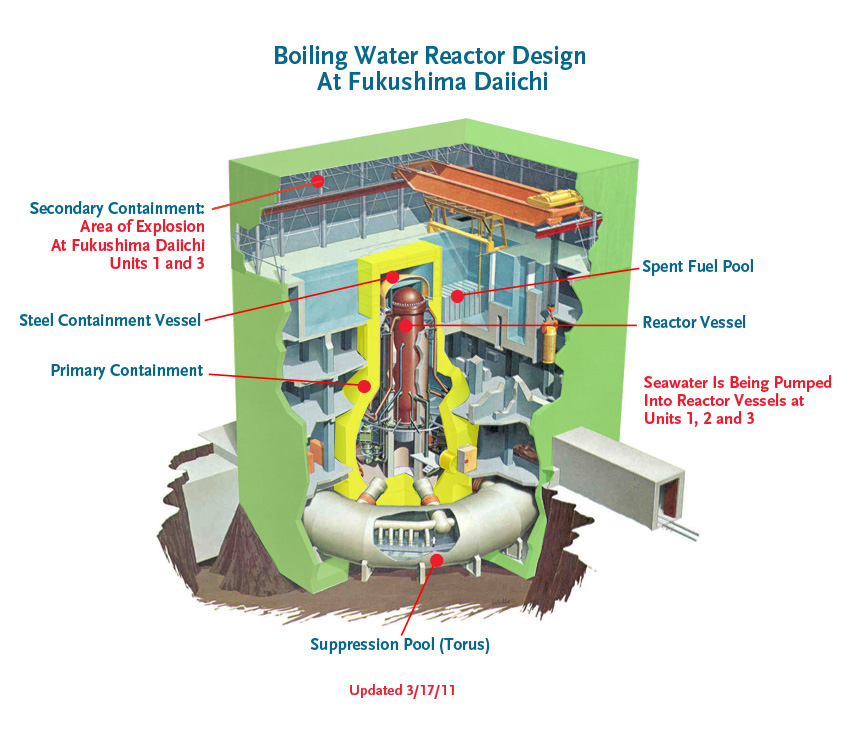 Boiling Water Reactor Design
At Fukushima Daiichi
Secondary Containment:
Area of Explosion
At Fukushima Daiichi
Units 1 and 3
Steel Containment Vessel
Primary Containment
Spent Fuel Pool
Reactor Vessel
Seawater Is Being Pumped
Into Reactor Vessels at
Units 1, 2 and 3
Suppression Pool (Torus)
Updated 3/17/11